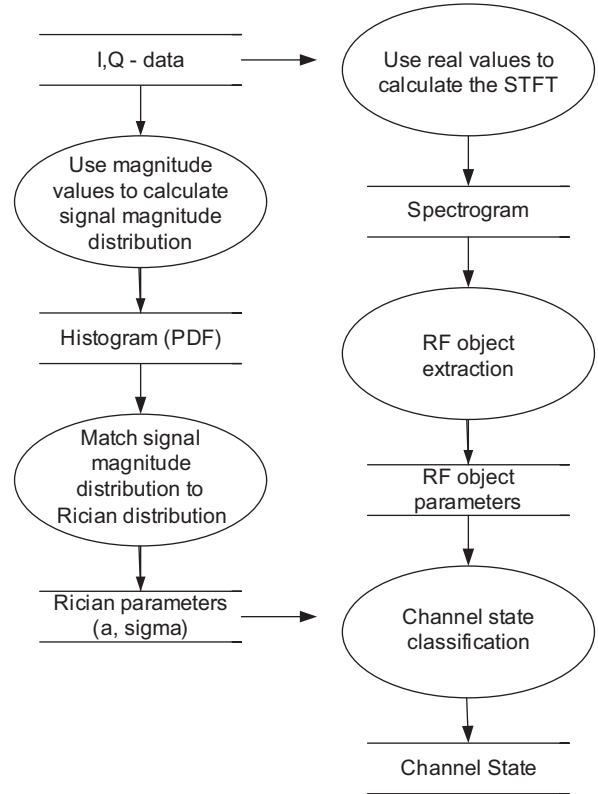 I,Q - data
Use magnitude
values to calculate
signal magnitude
distribution
Histogram (PDF)
Match signal
magnitude
distribution to
Rician distribution
Rician parameters
(a, sigma)
Use real values to
calculate the STFT
Spectrogram
RF object
extraction
RF object
parameters
Channel state
classification
Channel State